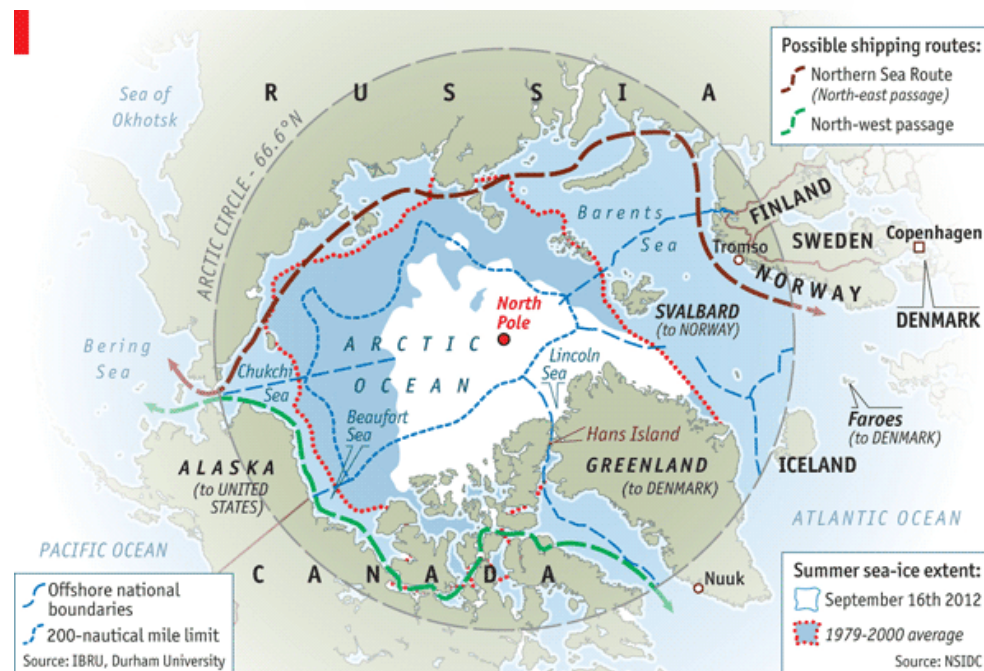 Possible shipping routes:
Northern Sea Route
(North-east passage)
North-west passage
RUSSIA
Sea of
Okhotsk
ARCTIC CIRCLE - 66.6°N
Barents
Sea
FINLAND
SWEDEN
Copenhagen
Tromso
NORWAY
DENMARK
SVALBARD
(to NORWAY)
North
Pole
ARCTIC
OCEAN
Lincoln
Sea
Bering
Sea
Chukchi
Sea
Beaufort
Sea
Hans Island
Faroes
(to DENMARK)
ALASKA
(to UNITED
STATES)
GREENLAND
(to DENMARK)
ICELAND
ATLANTIC OCEAN
PACIFIC OCEAN
CANADA
Nuuk
Offshore national
boundaries
200-nautical mile limit
Source: IBRU, Durham University
Summer sea-ice extent:
September 16th 2012
1979-2000 average
Source: NSIDC